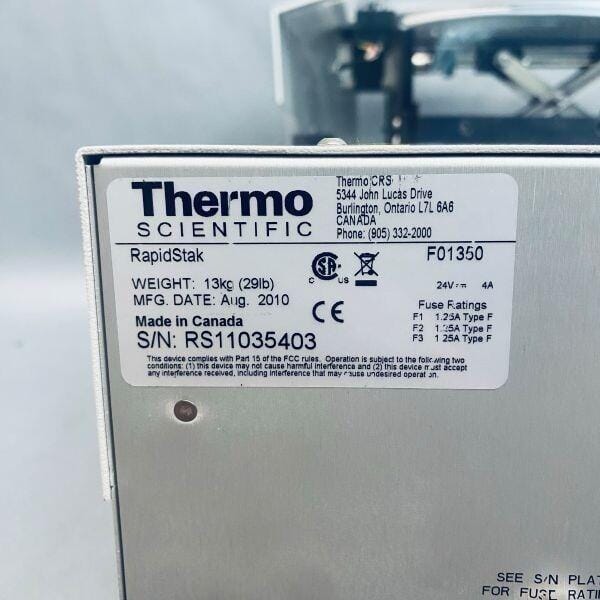 Thermo
SCIENTIFIC
Thermo CRS
5344 John Lucas Drive
Burlington, Ontario L7L 6A6
CANADA
Phone: (905) 332-2000
RapidStak
F01350
WEIGHT: 13kg (29lb)
MFG. DATE: Aug. 2010
C US
24V 4A
Made in Canada
CE
Fuse Ratings
F1 1.25A Type F
F2 1.25A Type F
F3 1.25A Type F
S/N: RS11035403
This device complies with Part 15 of the FCC rules. Operation is subject to the following two
conditions: (1) this device may not cause harmful interference and (2) this device must accept
any interference received, including interference that may cause undesired operation.
SEE S/N PLAT
FOR FUSE RATI